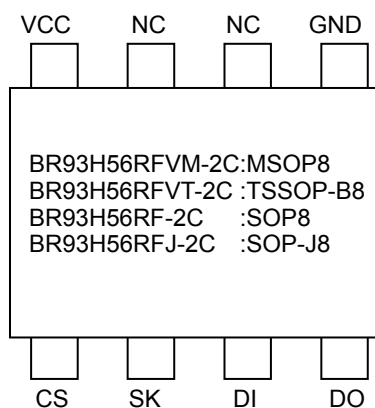 VCC NC NC GND
BR93H56RFVM-2C:MSOP8
BR93H56RFVT-2C :TSSOP-B8
BR93H56RF-2C :SOP8
BR93H56RFJ-2C :SOP-J8
CS SK DI DO